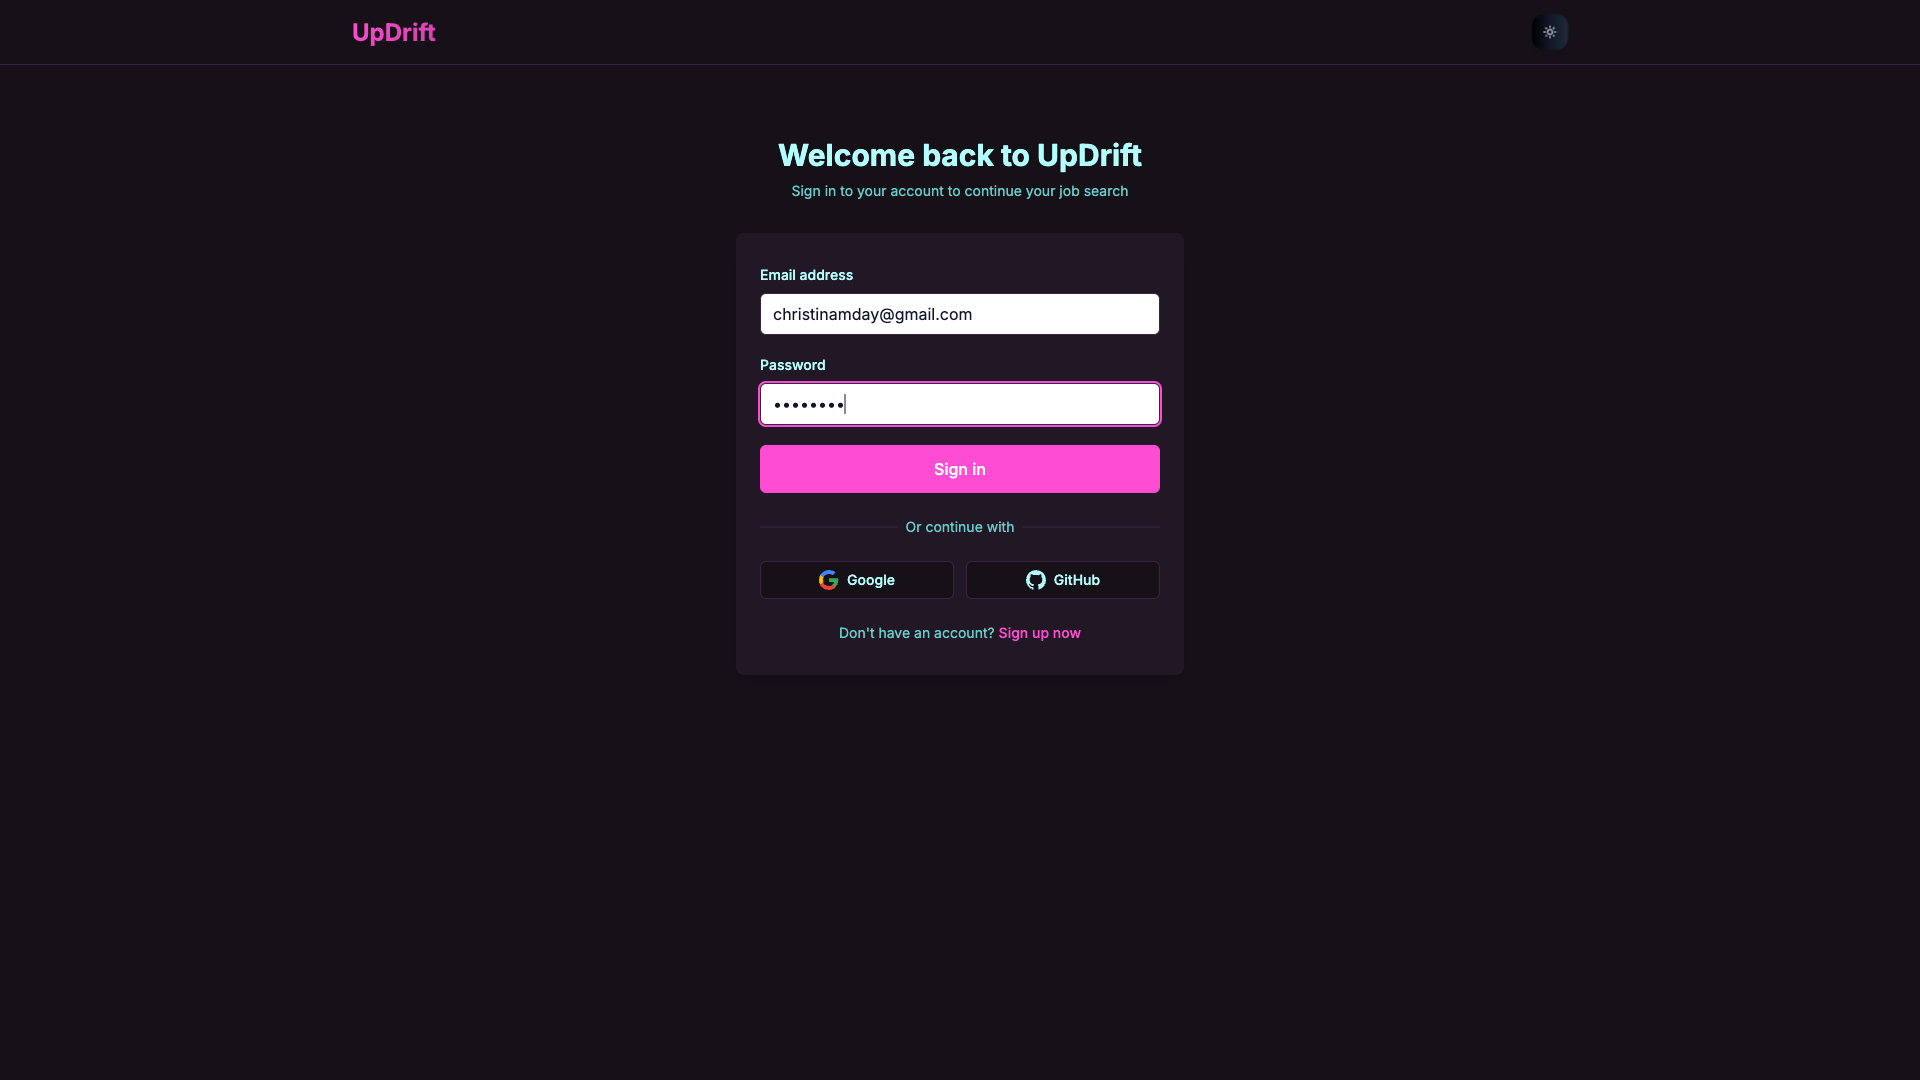 UpDrift
Welcome back to UpDrift
Sign in to your account to continue your job search
Email address
christinamday@gmail.com
Password
••••••••
Sign in
Or continue with
Google
GitHub
Don't have an account? Sign up now